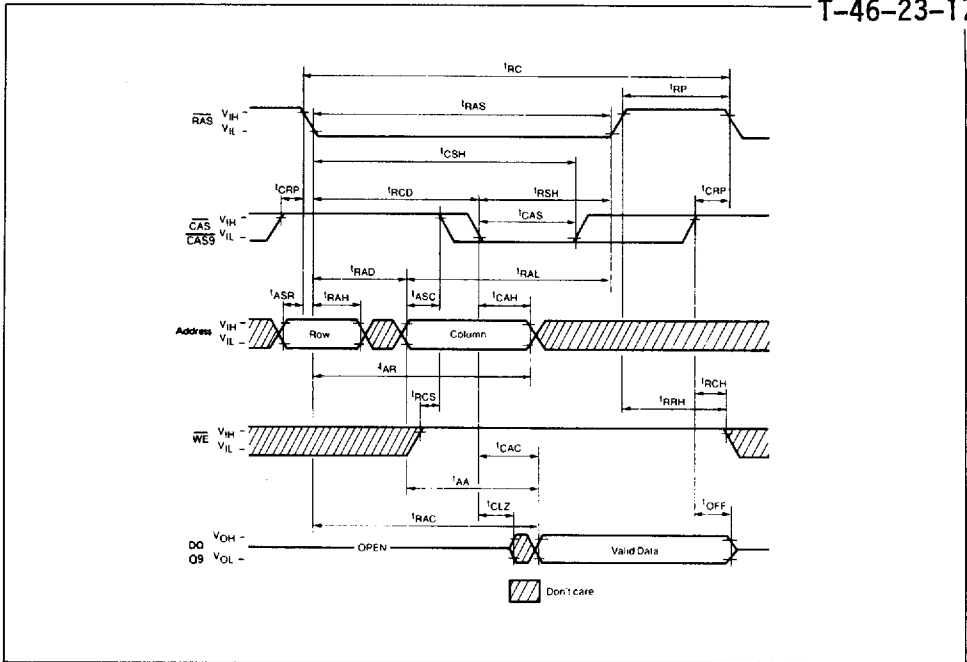 T-46-23-17
tRC
tRP
tRAS
RAS VIH
VIL
tCSH
tCRP tRCD tRSH tCRP
tCAS
CAS VIH
CAS9 VIL
tRAD tRAL
tASR tRAH tASC tCAH
Address VIH
VIL
Row Column
tAR
tRCS tRCH
tRRH
WE VIH
VIL
tCAC
tAA
tCLZ tOFF
tRAC
DQ VOH
Q9 VOL
OPEN Valid Data
Don't care